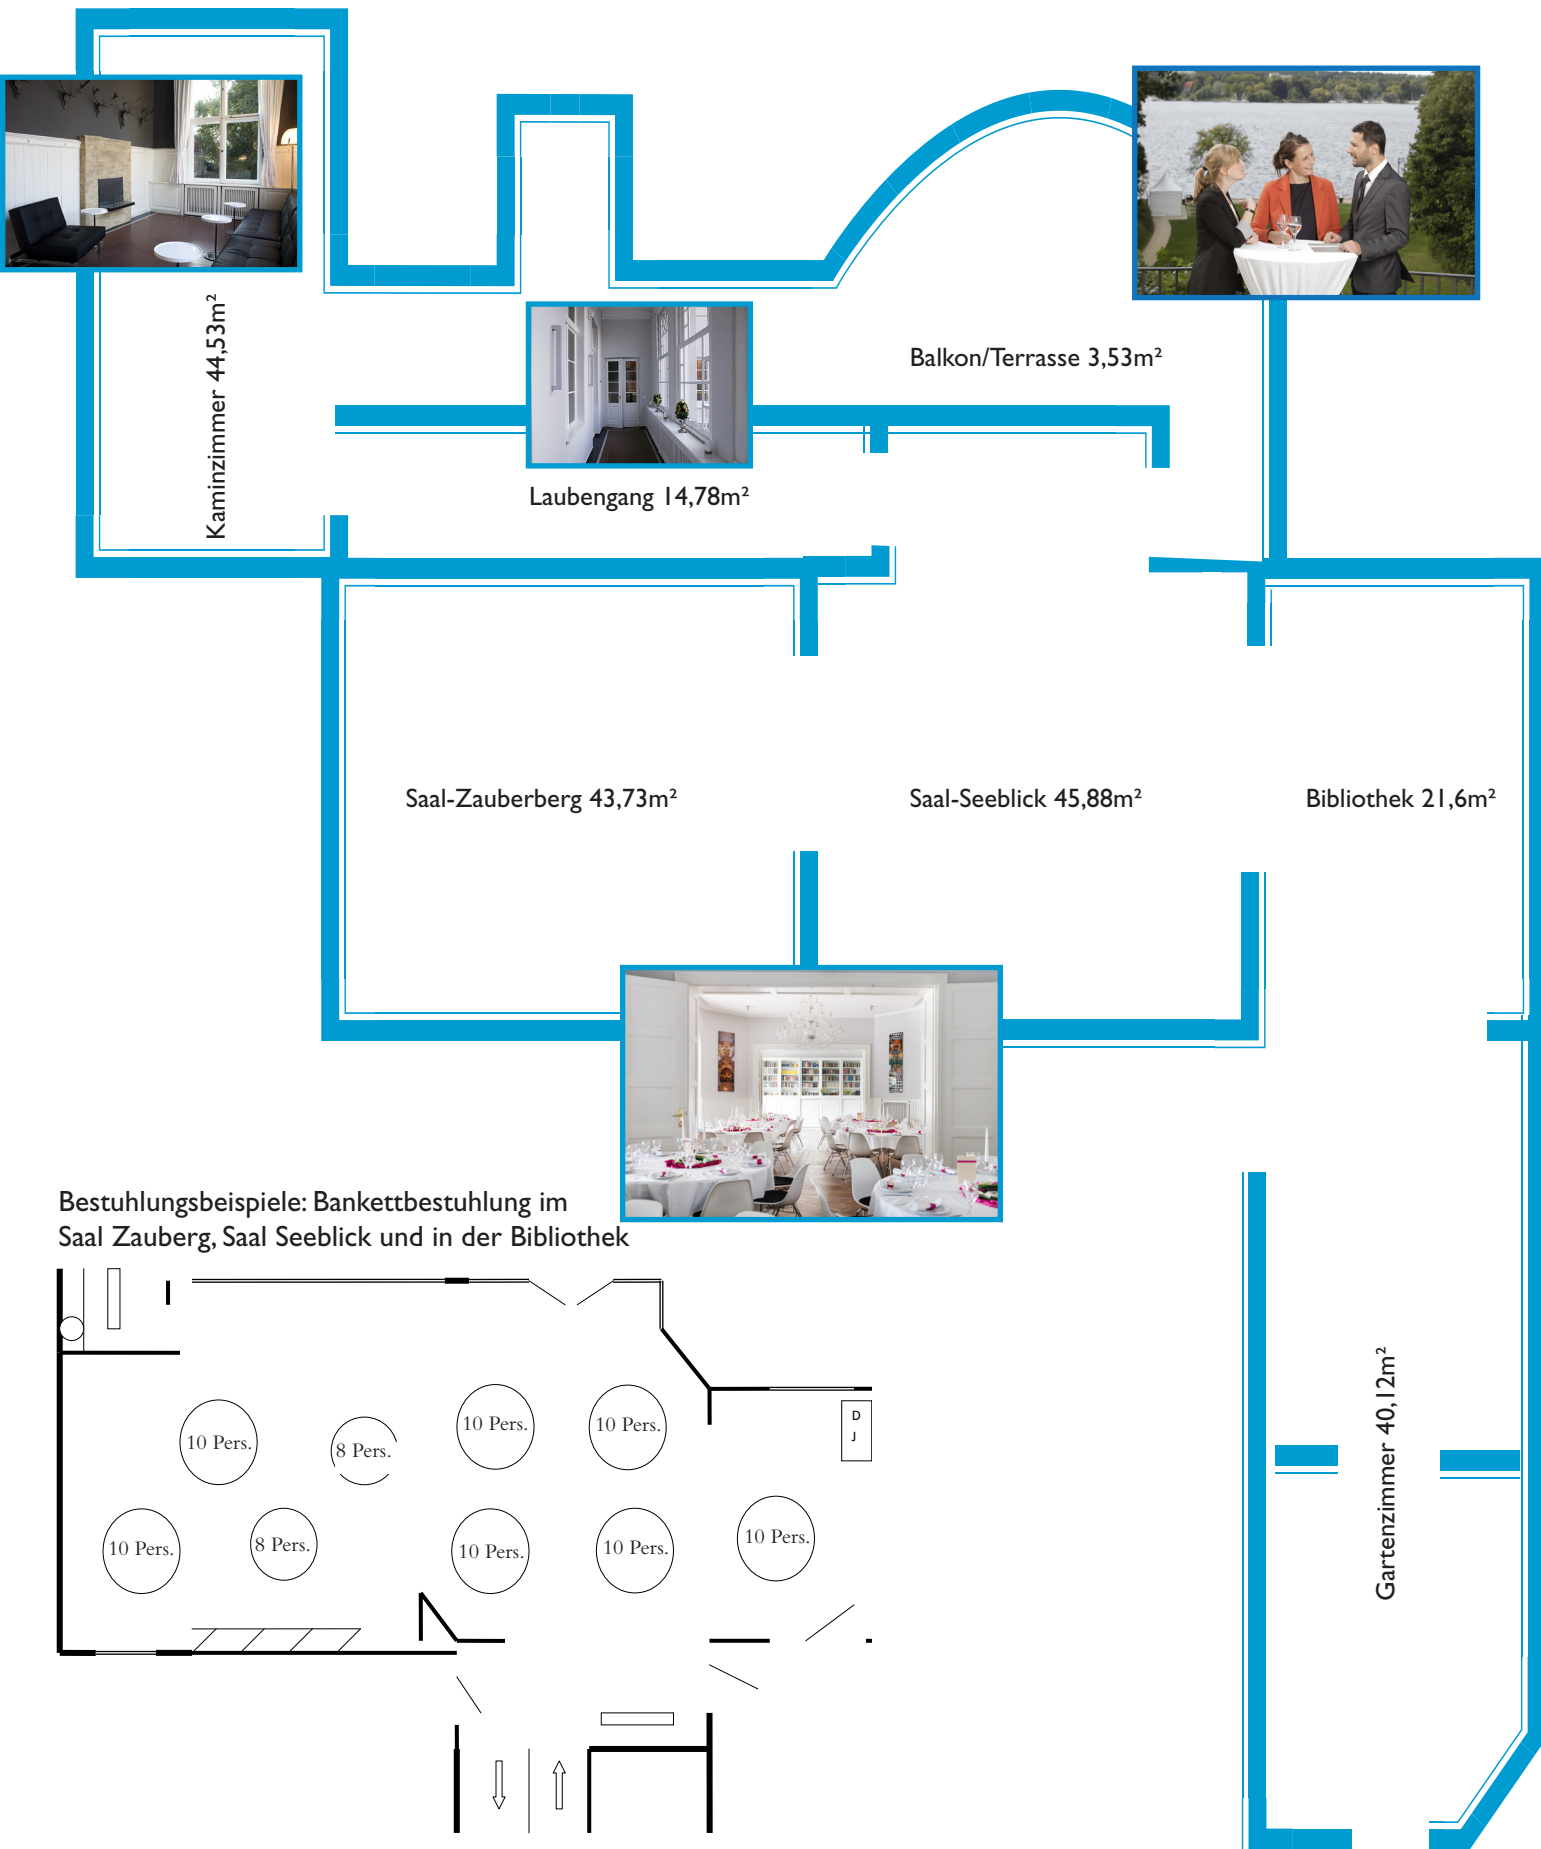 Kaminzimmer 44,53m²
Balkon/Terrasse 3,53m²
Laubengang 14,78m²
Saal-Zauberberg 43,73m²
Saal-Seeblick 45,88m²
Bibliothek 21,6m²
Bestuhlungsbeispiele: Bankettbestuhlung im
Saal Zauberg, Saal Seeblick und in der Bibliothek
Gartenzimmer 40,12m²
10 Pers.
8 Pers.
10 Pers.
10 Pers.
D
J
10 Pers.
8 Pers.
10 Pers.
10 Pers.
10 Pers.